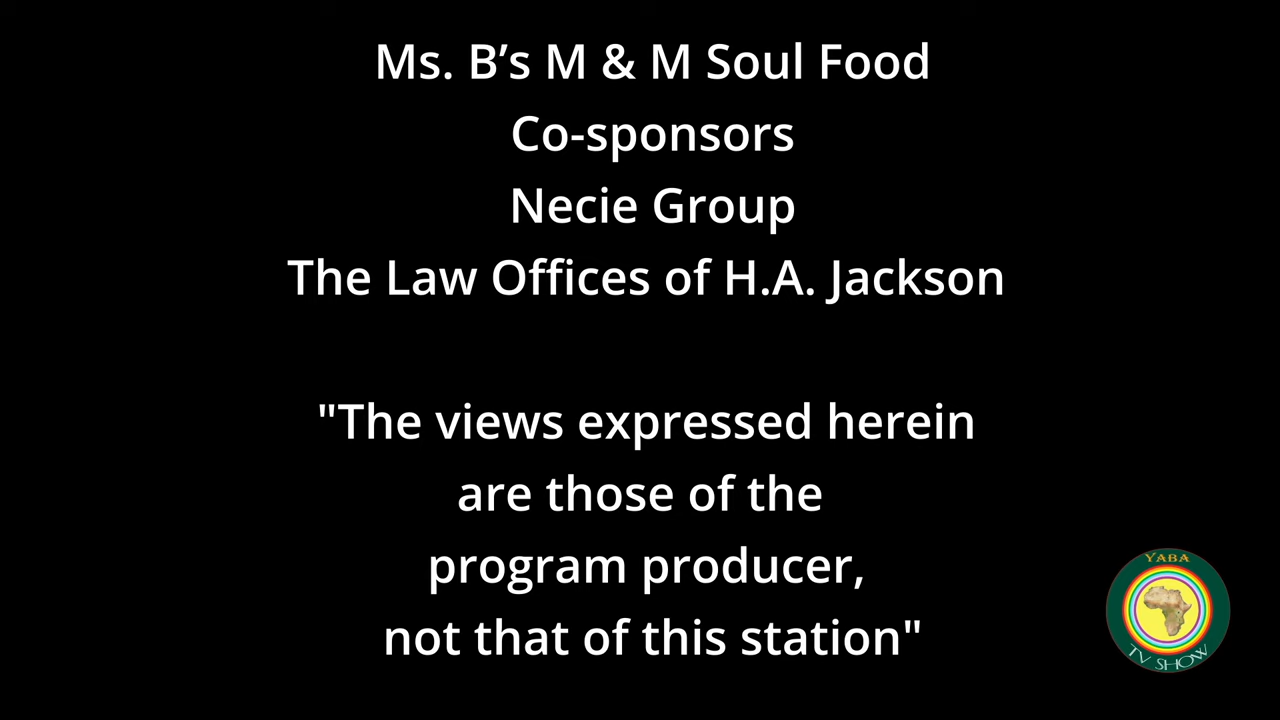 Ms. B’s M & M Soul Food
Co-sponsors
Necie Group
The Law Offices of H.A. Jackson
"The views expressed herein
are those of the
program producer,
not that of this station"
YABA
TV SHOW